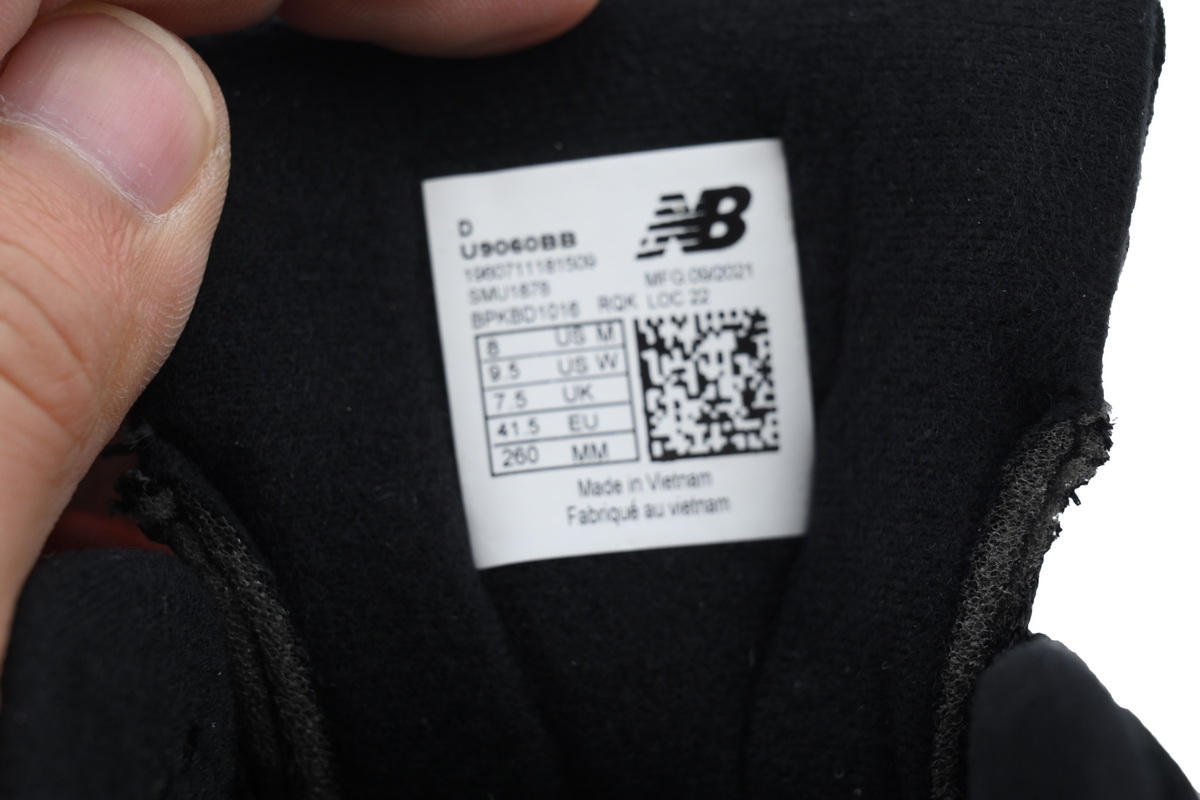 NB
D
U9060BB
196071181509
SMU1878
MFG.09/2021
BPKBD1016 RQK LOC 22
8 US M
9.5 US W
7.5 UK
41.5 EU
260 MM
Made in Vietnam
Fabriqué au vietnam